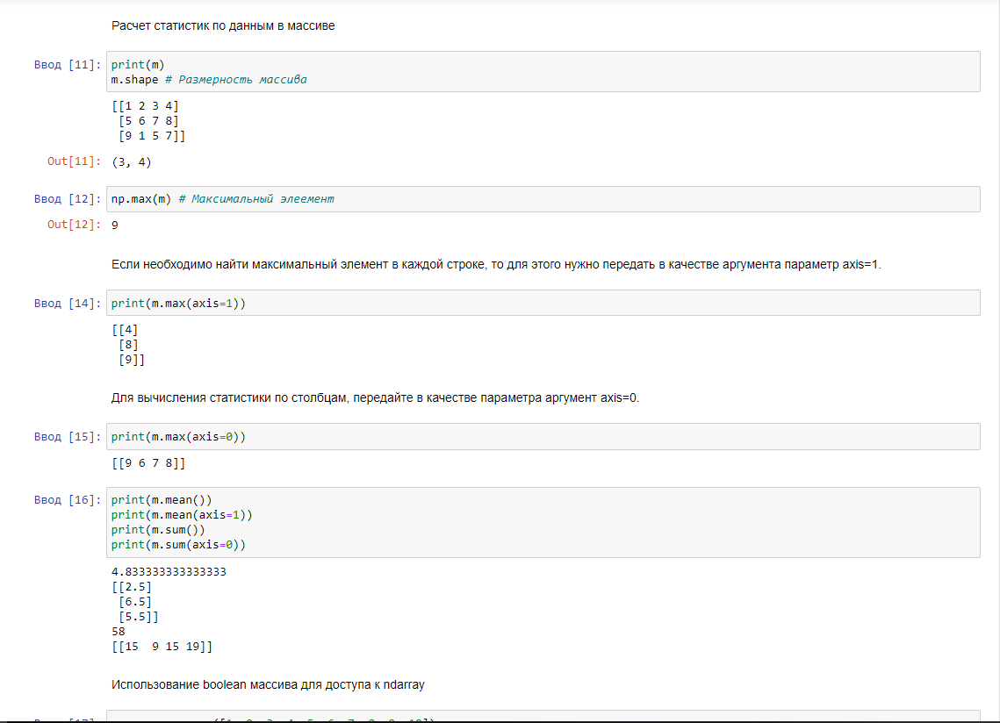 Расчет статистик по данным в массиве
Ввод [11]: print(m)
m.shape # Размерность массива
[[1 2 3 4]
 [5 6 7 8]
 [9 1 5 7]]
Out[11]: (3, 4)
Ввод [12]: np.max(m) # Максимальный элеемент
Out[12]: 9
Если необходимо найти максимальный элемент в каждой строке, то для этого нужно передать в качестве аргумента параметр axis=1.
Ввод [14]: print(m.max(axis=1))
[[4]
 [8]
 [9]]
Для вычисления статистики по столбцам, передайте в качестве параметра аргумент axis=0.
Ввод [15]: print(m.max(axis=0))
[[9 6 7 8]]
Ввод [16]: print(m.mean())
print(m.mean(axis=1))
print(m.sum())
print(m.sum(axis=0))
4.833333333333333
[[2.5]
 [6.5]
 [5.5]]
58
[[15  9 15 19]]
Использование boolean массива для доступа к ndarray